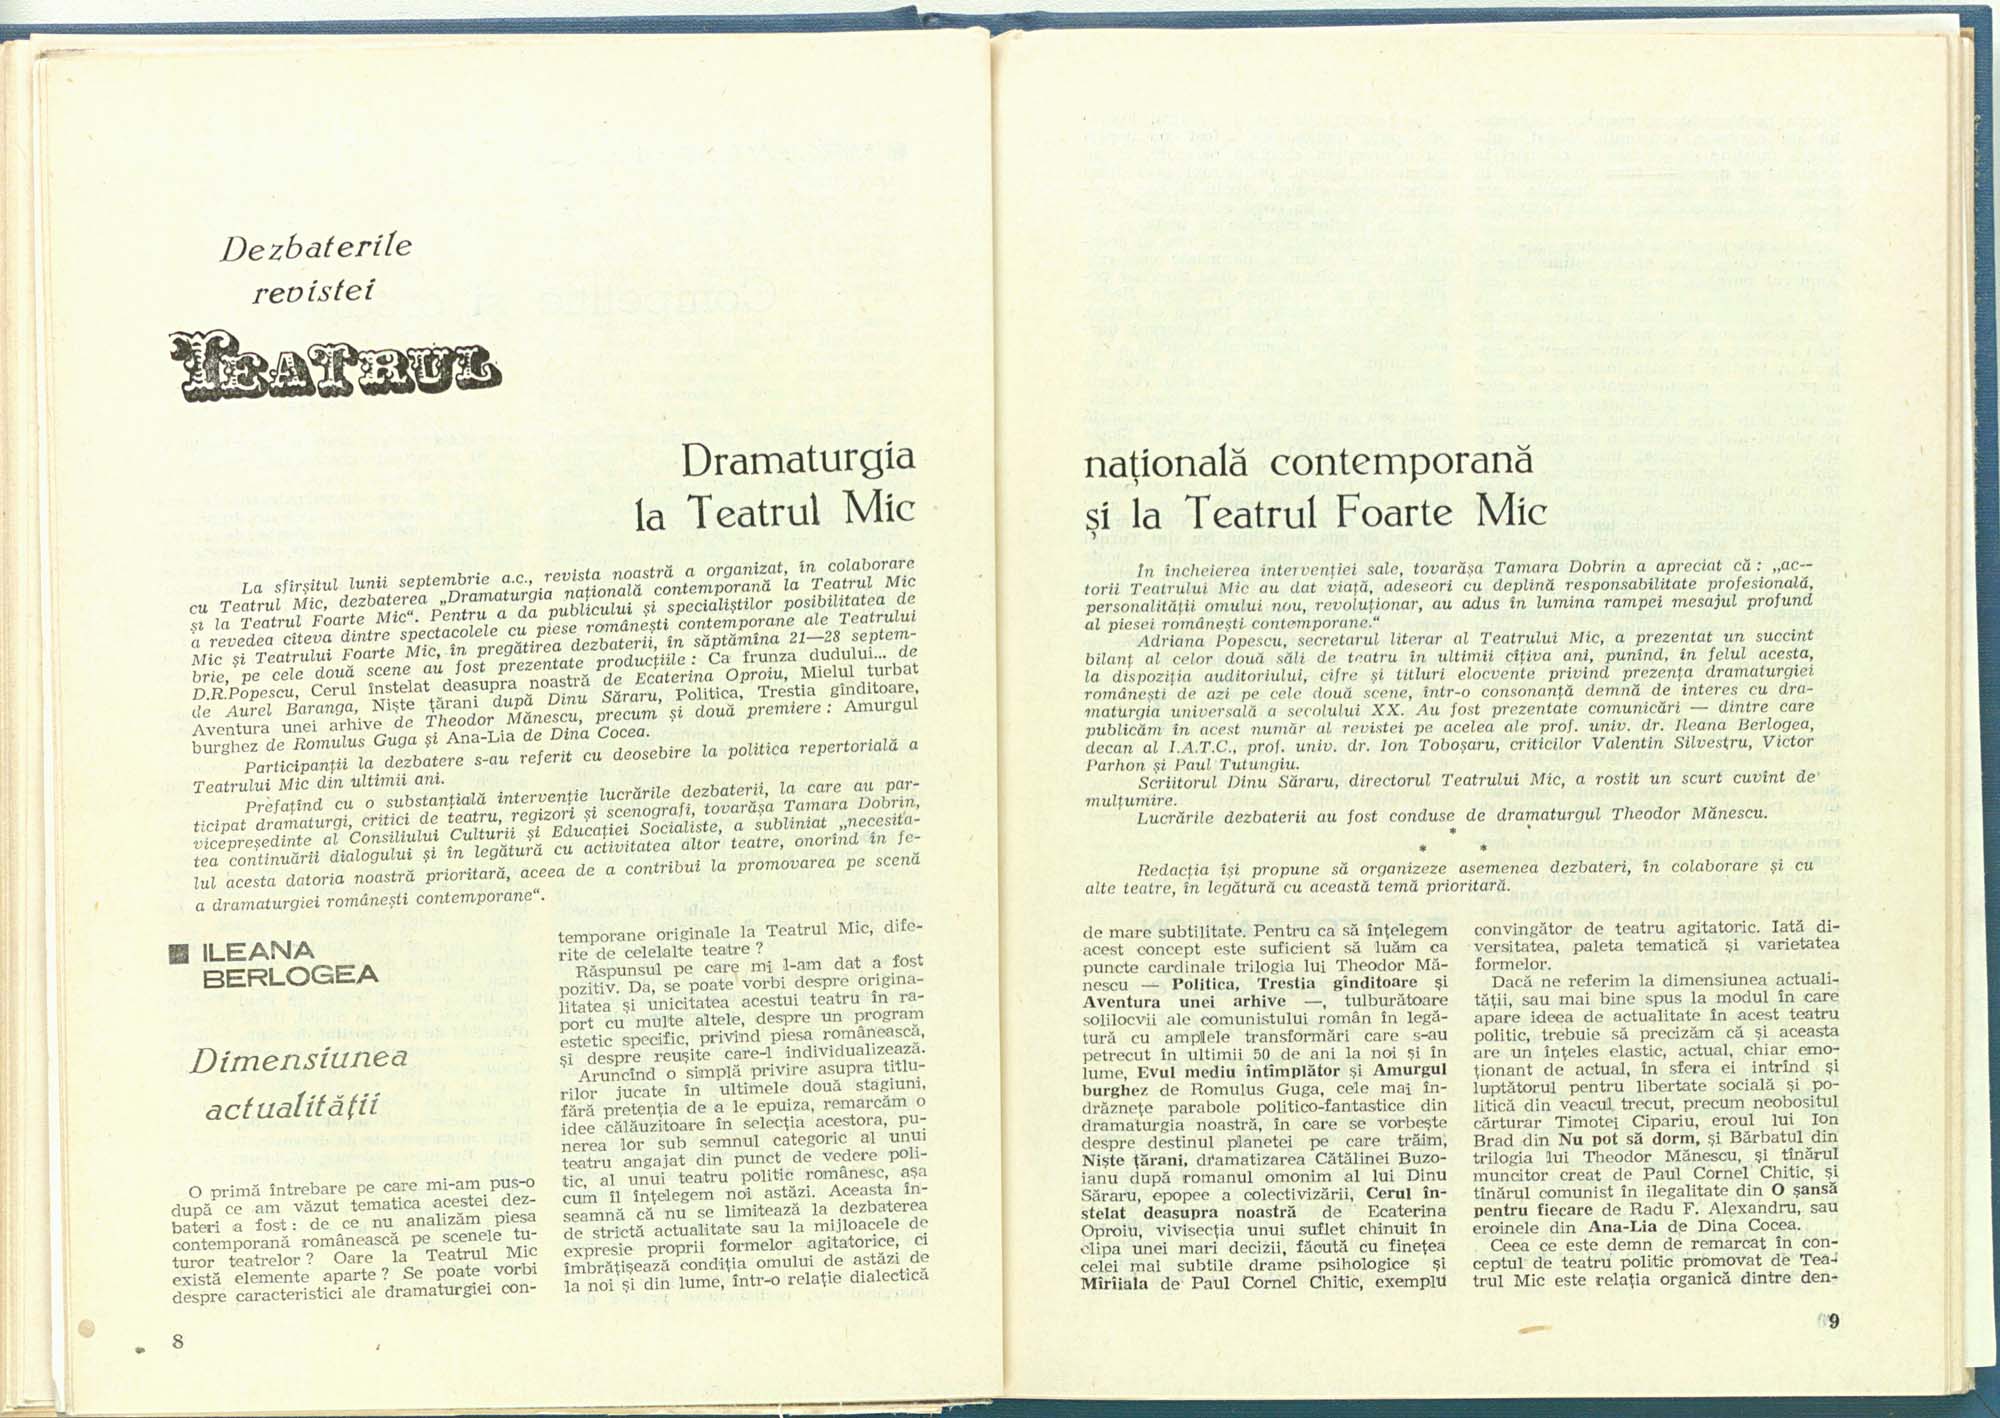 Dezbaterile
revistei
TEATRUL
Dramaturgia
la Teatrul Mic
La sfîrşitul lunii septembrie a.c., revista noastră a organizat, în colaborare
cu Teatrul Mic, dezbaterea „Dramaturgia naţională contemporană la Teatrul Mic
şi la Teatrul Foarte Mic“. Pentru a da publicului şi specialiştilor posibilitatea de
a revedea cîteva dintre spectacolele cu piese româneşti contemporane ale Teatrului
Mic şi Teatrului Foarte Mic, în pregătirea dezbaterii, în săptămîna 21—28 septem-
brie, pe cele două scene au fost prezentate producţiile : Ca frunza dudului... de
D.R.Popescu, Cerul înstelat deasupra noastră de Ecaterina Oproiu, Mielul turbat
de Aurel Baranga, Nişte ţărani după Dinu Săraru, Politica, Trestia gînditoare,
Aventura unei arhive de Theodor Mănescu, precum şi două premiere : Amurgul
burghez de Romulus Guga şi Ana-Lia de Dina Cocea.
Participanţii la dezbatere s-au referit cu deosebire la politica repertorială a
Teatrului Mic din ultimii ani.
Prefaţînd cu o substanţială intervenţie lucrările dezbaterii, la care au par-
ticipat dramaturgi, critici de teatru, regizori şi scenografi, tovarăşa Tamara Dobrin,
vicepreşedinte al Consiliului Culturii şi Educaţiei Socialiste, a subliniat „necesita-
tea continuării dialogului şi în legătură cu activitatea altor teatre, onorînd în fe-
lul acesta datoria noastră prioritară, aceea de a contribui la promovarea pe scenă
a dramaturgiei româneşti contemporane“.
■ ILEANA
BERLOGEA
Dimensiunea
actualităţii
O primă întrebare pe care mi-am pus-o
după ce am văzut tematica acestei dez-
bateri a fost : de ce nu analizăm piesa
contemporană românească pe scenele tu-
turor teatrelor ? Oare la Teatrul Mic
există elemente aparte ? Se poate vorbi
despre caracteristici ale dramaturgiei con-
temporane originale la Teatrul Mic, dife-
rite de celelalte teatre ?
Răspunsul pe care mi l-am dat a fost
pozitiv. Da, se poate vorbi despre origina-
litatea şi unicitatea acestui teatru în ra-
port cu multe altele, despre un program
estetic specific, privind piesa românească,
şi despre reuşite care-l individualizează.
Aruncînd o simplă privire asupra titlu-
rilor jucate în ultimele două stagiuni,
fără pretenţia de a le epuiza, remarcăm o
idee călăuzitoare în selecţia acestora, pu-
nerea lor sub semnul categoric al unui
teatru angajat din punct de vedere poli-
tic, al unui teatru politic românesc, aşa
cum îl înţelegem noi astăzi. Aceasta în-
seamnă că nu se limitează la dezbaterea
de strictă actualitate sau la mijloacele de
expresie proprii formelor agitatorice, ci
îmbrăţişează condiţia omului de astăzi de
la noi şi din lume, într-o relaţie dialectică
8
naţională contemporană
şi la Teatrul Foarte Mic
În încheierea intervenţiei sale, tovarăşa Tamara Dobrin a apreciat că : „ac--
torii Teatrului Mic au dat viaţă, adeseori cu deplină responsabilitate profesională,
personalităţii omului nou, revoluţionar, au adus în lumina rampei mesajul profund
al piesei româneşti contemporane.“
Adriana Popescu, secretarul literar al Teatrului Mic, a prezentat un succint
bilanţ al celor două săli de teatru în ultimii cîţiva ani, punînd, în felul acesta,
la dispoziţia auditoriului, cifre şi titluri elocvente privind prezenţa dramaturgiei
româneşti de azi pe cele două scene, într-o consonanţă demnă de interes cu dra-
maturgia universală a secolului XX. Au fost prezentate comunicări — dintre care
publicăm în acest număr al revistei pe acelea ale prof. univ. dr. Ileana Berlogea,
decan al I.A.T.C., prof. univ. dr. Ion Toboşaru, criticilor Valentin Silvestru, Victor
Parhon şi Paul Tutungiu.
Scriitorul Dinu Săraru, directorul Teatrului Mic, a rostit un scurt cuvînt de
mulţumire.
Lucrările dezbaterii au fost conduse de dramaturgul Theodor Mănescu.
*
* *
Redacţia îşi propune să organizeze asemenea dezbateri, în colaborare şi cu
alte teatre, în legătură cu această temă prioritară.
de mare subtilitate. Pentru ca să înţelegem
acest concept este suficient să luăm ca
puncte cardinale trilogia lui Theodor Mă-
nescu — Politica, Trestia gînditoare şi
Aventura unei arhive —, tulburătoare
solilocvii ale comunistului român în legă-
tură cu amplele transformări care s-au
petrecut în ultimii 50 de ani la noi şi în
lume, Evul mediu întîmplător şi Amurgul
burghez de Romulus Guga, cele mai în-
drăzneţe parabole politico-fantastice din
dramaturgia noastră, în care se vorbeşte
despre destinul planetei pe care trăim,
Nişte ţărani, dramatizarea Cătălinei Buzo-
ianu după romanul omonim al lui Dinu
Săraru, epopee a colectivizării, Cerul în-
stelat deasupra noastră de Ecaterina
Oproiu, vivisecţia unui suflet chinuit în
clipa unei mari decizii, făcută cu fineţea
celei mai subtile drame psihologice şi
Mîrîiala de Paul Cornel Chitic, exemplu
convingător de teatru agitatoric. Iată di-
versitatea, paleta tematică şi varietatea
formelor.
Dacă ne referim la dimensiunea actuali-
tăţii, sau mai bine spus la modul în care
apare ideea de actualitate în acest teatru
politic, trebuie să precizăm că şi aceasta
are un înţeles elastic, actual, chiar emo-
ţionant de actual, în sfera ei intrînd şi
luptătorul pentru libertate socială şi po-
litică din veacul trecut, precum neobositul
cărturar Timotei Cipariu, eroul lui Ion
Brad din Nu pot să dorm, şi Bărbatul din
trilogia lui Theodor Mănescu, şi tînărul
muncitor creat de Paul Cornel Chitic, şi
tînărul comunist în ilegalitate din O şansă
pentru fiecare de Radu F. Alexandru, sau
eroinele din Ana-Lia de Dina Cocea.
Ceea ce este demn de remarcat în con-
ceptul de teatru politic promovat de Tea-
trul Mic este relaţia organică dintre den-
9